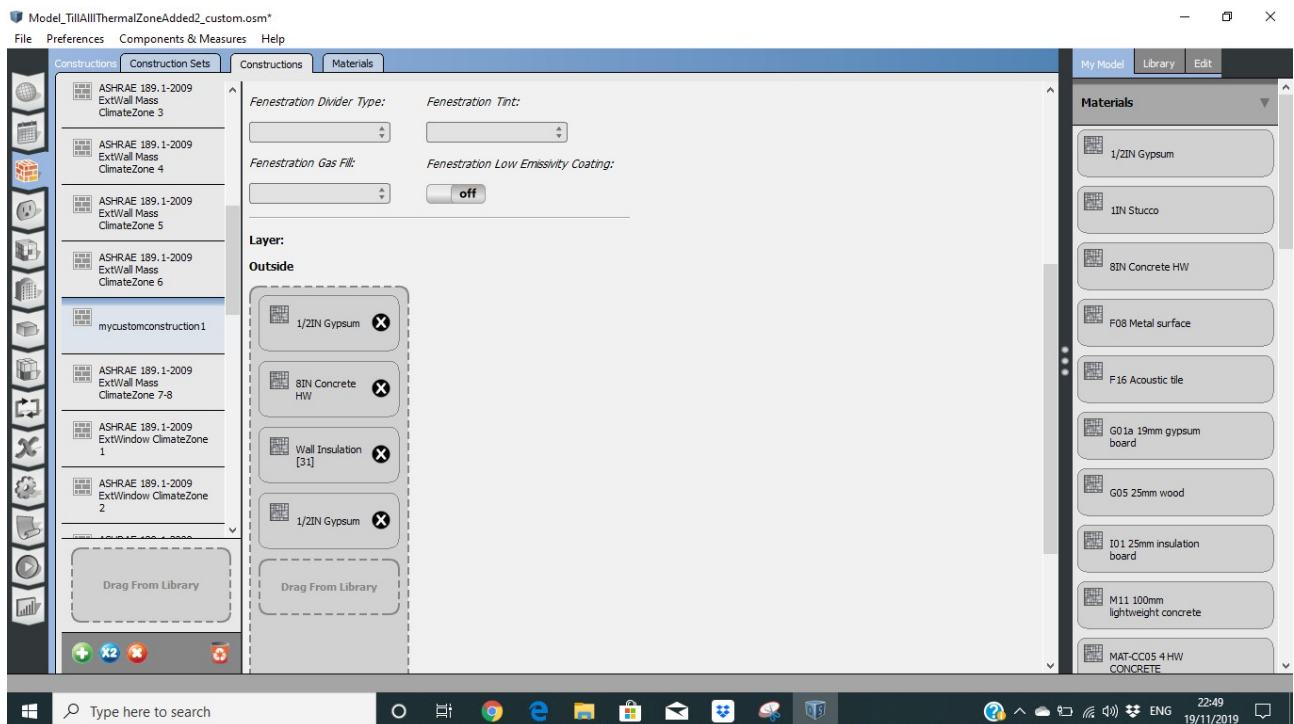 Model_TillAllIThermalZoneAdded2_custom.osm*
File Preferences Components & Measures Help
Constructions Construction Sets Constructions Materials
My Model Library Edit
ASHRAE 189.1-2009
ExtWall Mass
ClimateZone 3
ASHRAE 189.1-2009
ExtWall Mass
ClimateZone 4
ASHRAE 189.1-2009
ExtWall Mass
ClimateZone 5
ASHRAE 189.1-2009
ExtWall Mass
ClimateZone 6
mycustomconstruction1
ASHRAE 189.1-2009
ExtWall Mass
ClimateZone 7-8
ASHRAE 189.1-2009
ExtWindow ClimateZone
1
ASHRAE 189.1-2009
ExtWindow ClimateZone
2
Drag From Library
X2
Fenestration Divider Type: Fenestration Tint:
Fenestration Gas Fill: Fenestration Low Emissivity Coating:
off
Layer:
Outside
1/2IN Gypsum
8IN Concrete
HW
Wall Insulation
[31]
1/2IN Gypsum
Drag From Library
Materials
1/2IN Gypsum
1IN Stucco
8IN Concrete HW
F08 Metal surface
F16 Acoustic tile
G01a 19mm gypsum
board
G05 25mm wood
I01 25mm insulation
board
M11 100mm
lightweight concrete
MAT-CC05 4 HW
CONCRETE
Type here to search
ENG
22:49
19/11/2019